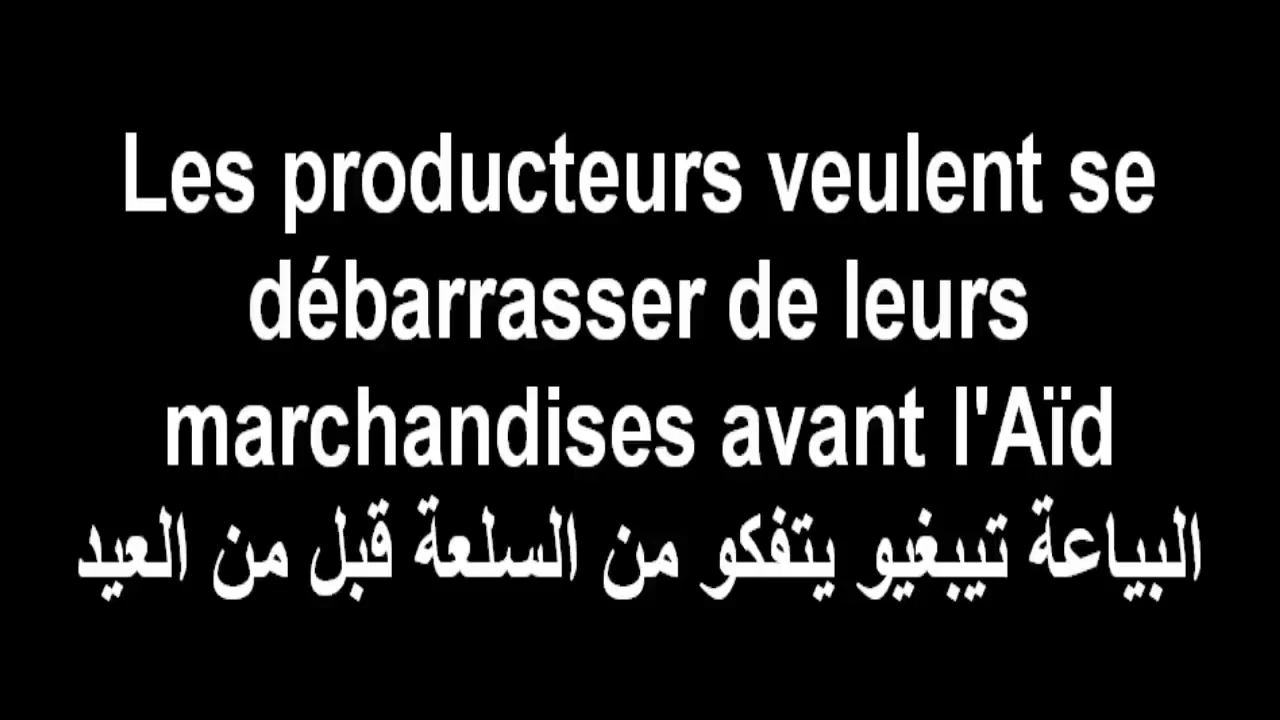 Les producteurs veulent se
débarrasser de leurs
marchandises avant l'Aïd
البياعة تيبغيو يتفكو من السلعة قبل من العيد